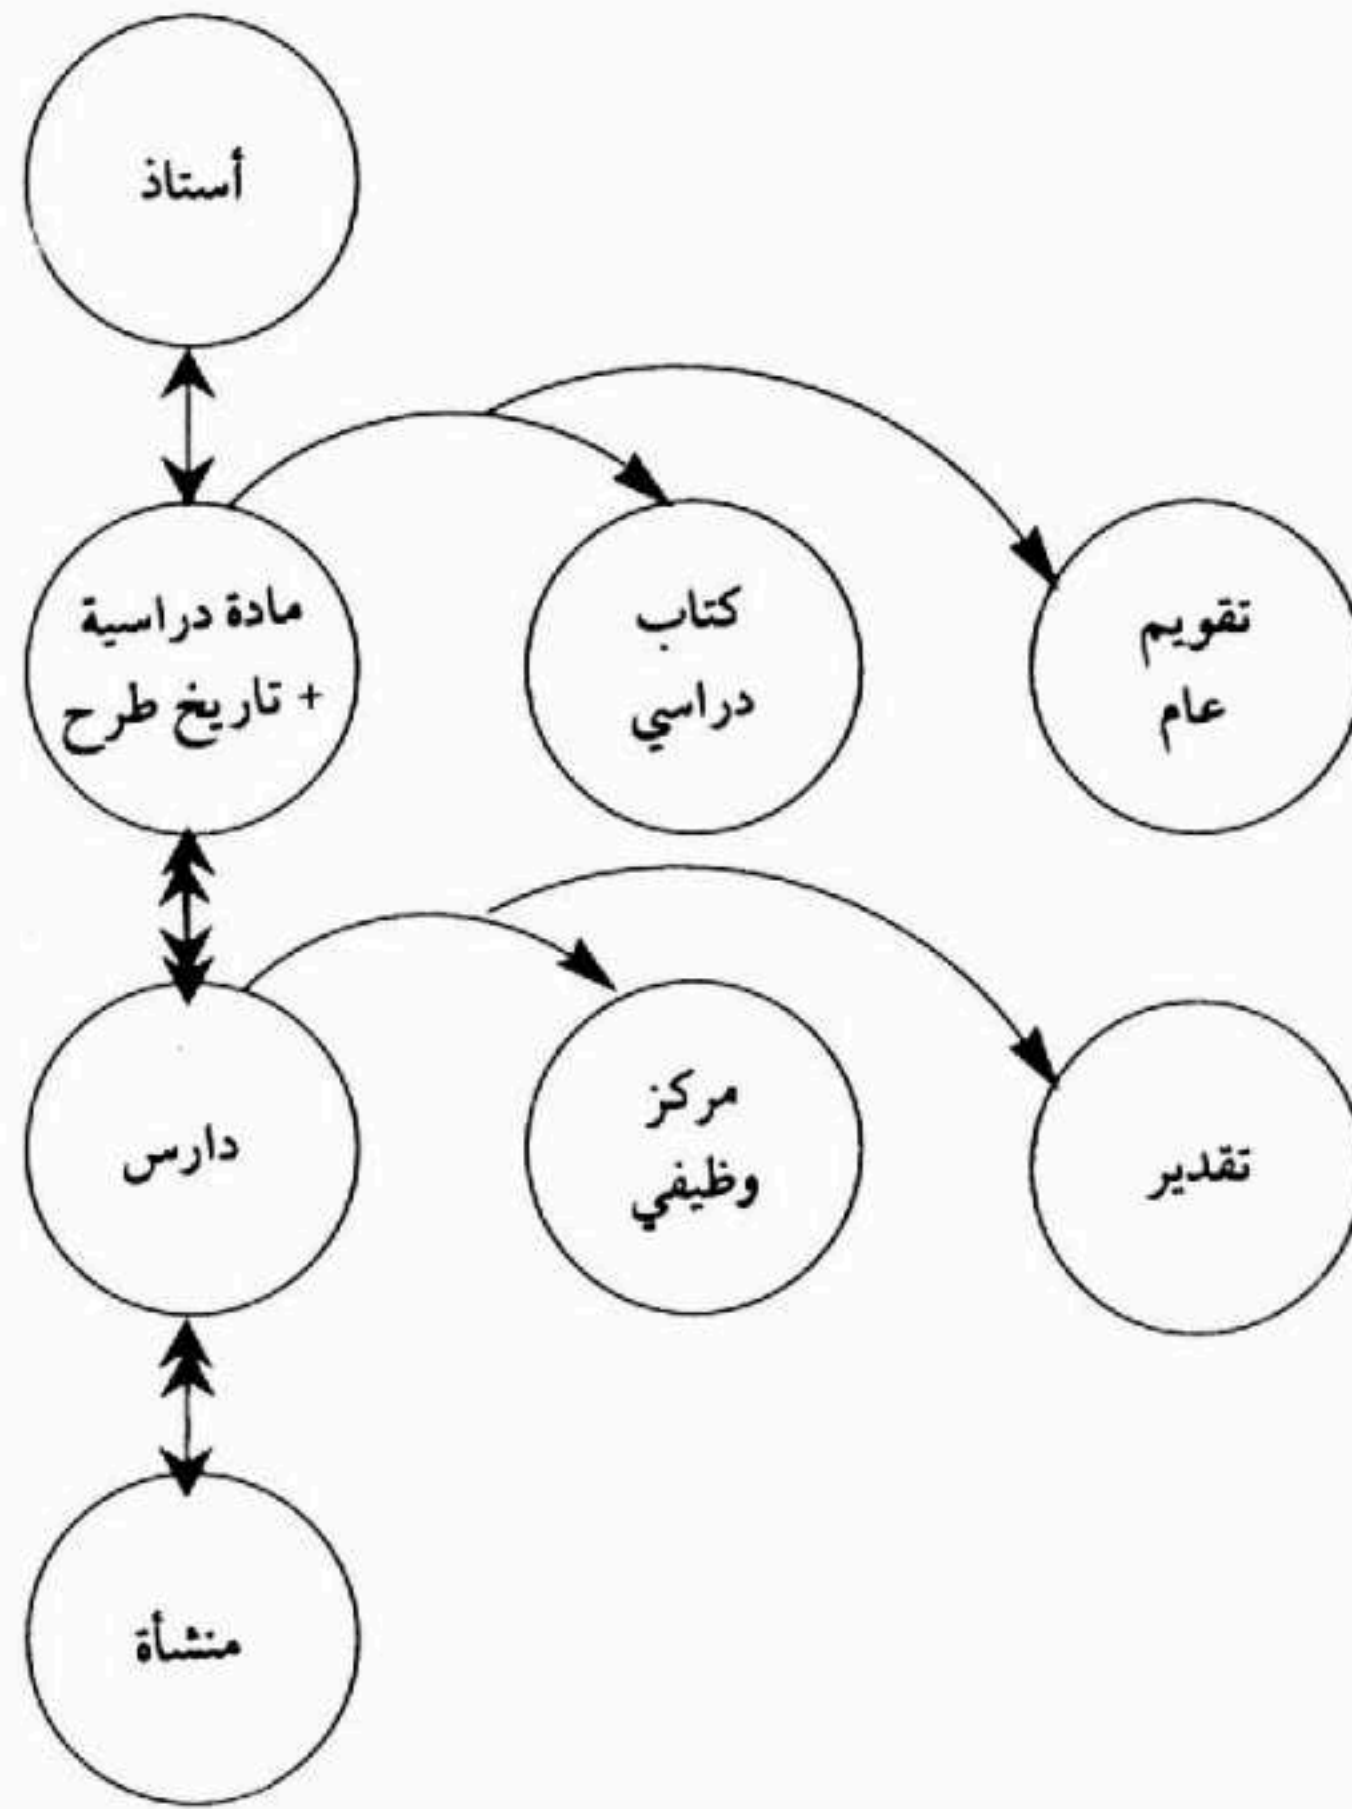 أستاذ
مادة دراسية
+ تاريخ طرح
كتاب
دراسي
تقويم
عام
دارس
مركز
وظيفي
تقدير
منشأة